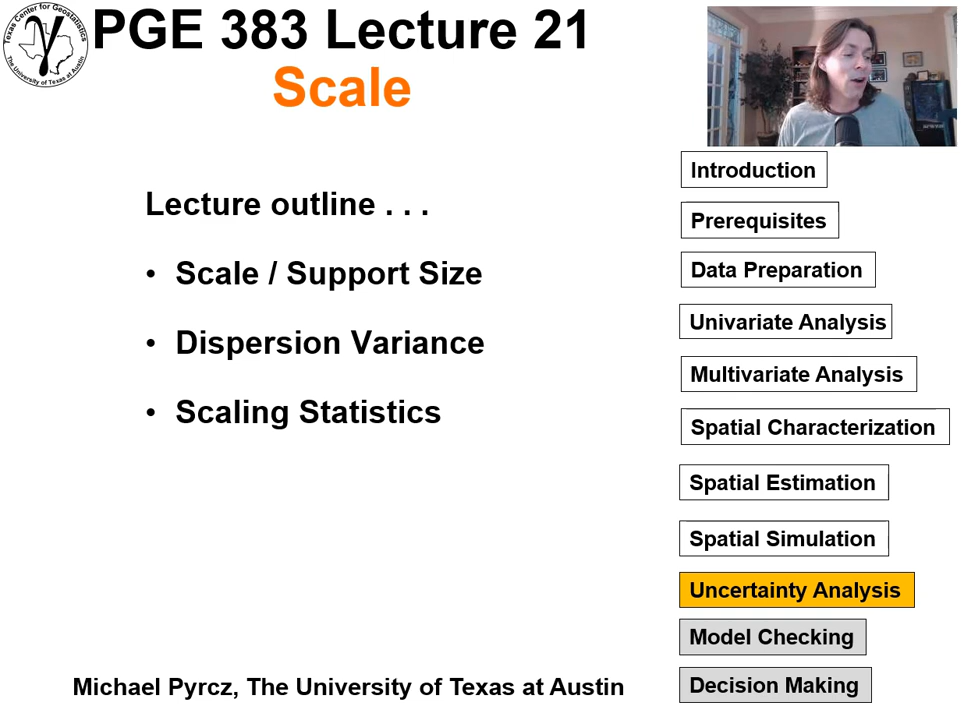 Texas Center for Geostatistics
The University of Texas at Austin
PGE 383 Lecture 21
Scale
Lecture outline . . .
• Scale / Support Size
• Dispersion Variance
• Scaling Statistics
Introduction
Prerequisites
Data Preparation
Univariate Analysis
Multivariate Analysis
Spatial Characterization
Spatial Estimation
Spatial Simulation
Uncertainty Analysis
Model Checking
Decision Making
Michael Pyrcz, The University of Texas at Austin